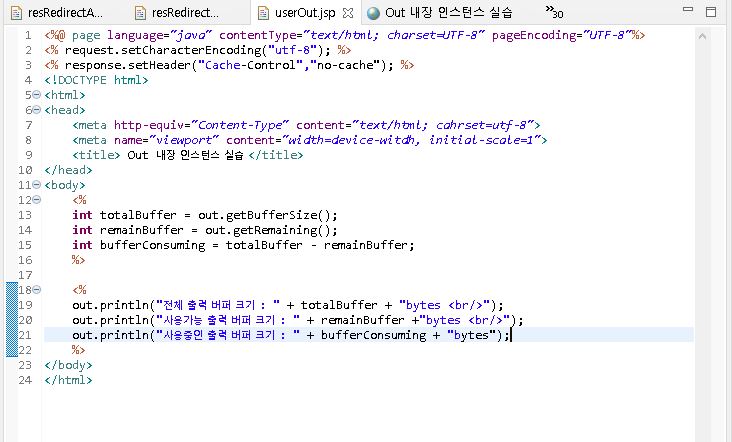 resRedirectA... resRedirect... userOut.jsp Out 내장 인스턴스 실습 »30
1 <%@ page language="java" contentType="text/html; charset=UTF-8" pageEncoding="UTF-8"%>
2 <% request.setCharacterEncoding("utf-8"); %>
3 <% response.setHeader("Cache-Control","no-cache"); %>
4 <!DOCTYPE html>
5 <html>
6 <head>
7 <meta http-equiv="Content-Type" content="text/html; cahrset=utf-8">
8 <meta name="viewport" content="width=device-witdh, initial-scale=1">
9 <title> Out 내장 인스턴스 실습 </title>
10 </head>
11 <body>
12 <%
13 int totalBuffer = out.getBufferSize();
14 int remainBuffer = out.getRemaining();
15 int bufferConsuming = totalBuffer - remainBuffer;
16 %>
17
18 <%
19 out.println("전체 출력 버퍼 크기 : " + totalBuffer + "bytes <br/>");
20 out.println("사용가능 출력 버퍼 크기 : " + remainBuffer +"bytes <br/>");
21 out.println("사용중인 출력 버퍼 크기 : " + bufferConsuming + "bytes");
22 %>
23 </body>
24 </html>